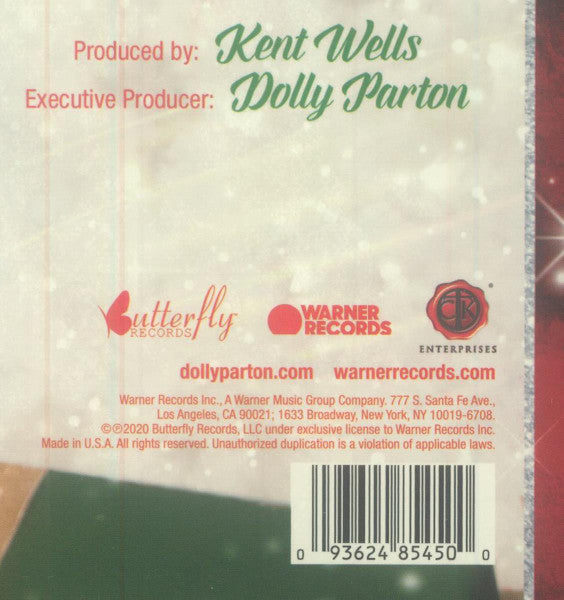 Produced by: Kent Wells
Executive Producer: Dolly Parton
Butterfly
RECORDS
WARNER
RECORDS
CTK
ENTERPRISES
dollyparton.com warnerrecords.com
Warner Records Inc., A Warner Music Group Company. 777 S. Santa Fe Ave.,
Los Angeles, CA 90021; 1633 Broadway, New York, NY 10019-6708.
©℗2020 Butterfly Records, LLC under exclusive license to Warner Records Inc.
Made in U.S.A. All rights reserved. Unauthorized duplication is a violation of applicable laws.
0 93624 85450 0